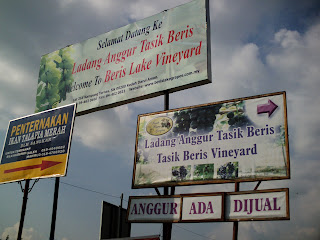 Selamat Datang Ke
Ladang Anggur Tasik Beris
Welcome To Beris Lake Vineyard
PENTERNAKAN
IKAN TALAPIA MERAH
Ladang Anggur Tasik Beris
Tasik Beris Vineyard
ANGGUR ADA DIJUAL